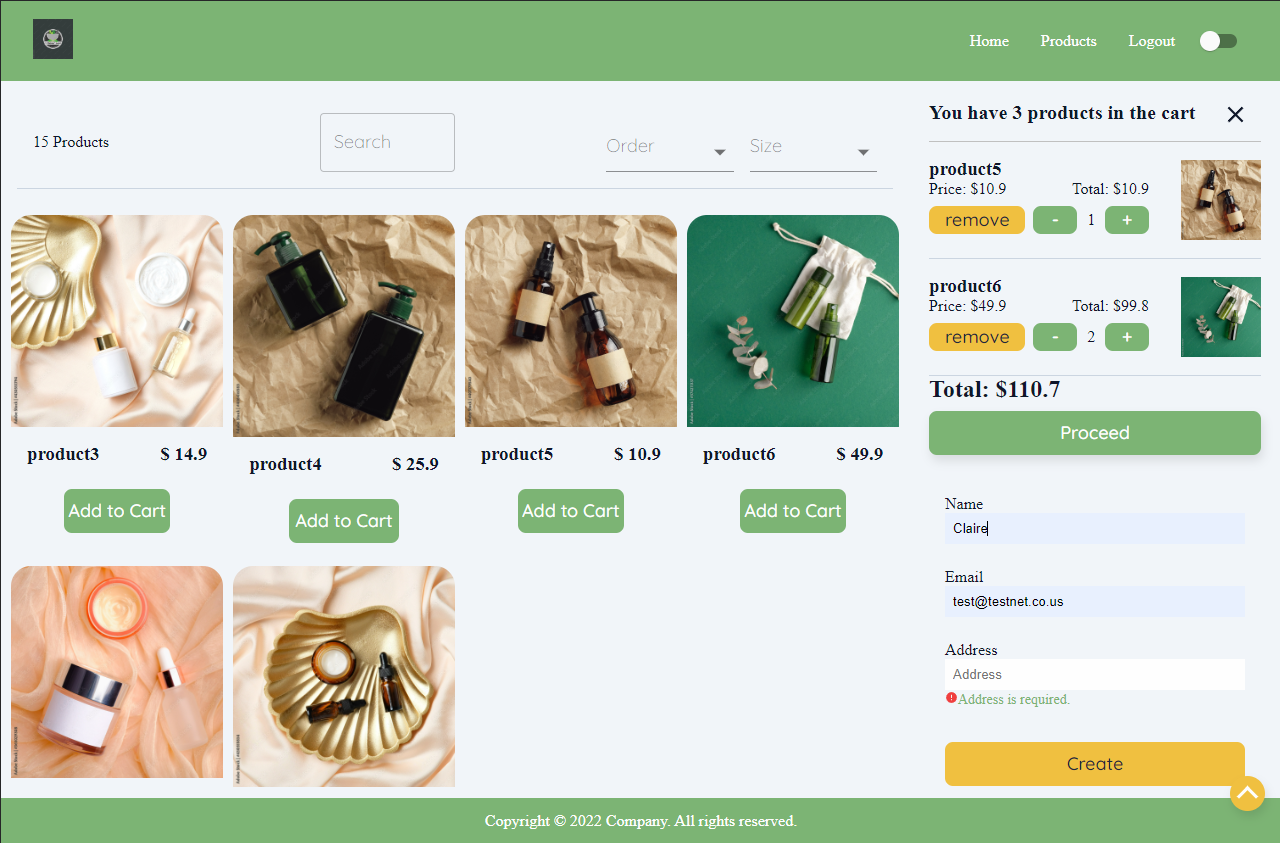 Home Products Logout
15 Products
Search
Order
Size
product3 $ 14.9
Add to Cart
product4 $ 25.9
Add to Cart
product5 $ 10.9
Add to Cart
product6 $ 49.9
Add to Cart
You have 3 products in the cart
product5
Price: $10.9 Total: $10.9
remove - 1 +
product6
Price: $49.9 Total: $99.8
remove - 2 +
Total: $110.7
Proceed
Name
Claire
Email
test@testnet.co.us
Address
Address
Address is required.
Create
Copyright © 2022 Company. All rights reserved.